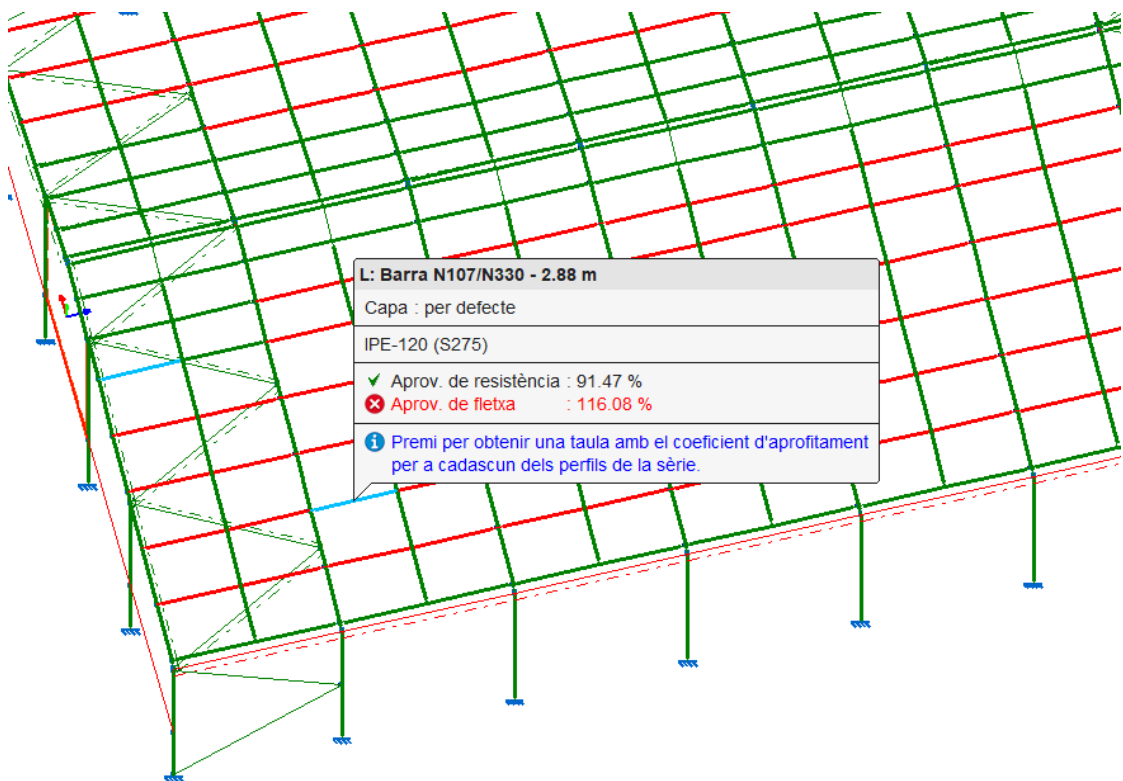 L: Barra N107/N330 - 2.88 m
Capa : per defecte
IPE-120 (S275)
Aprov. de resistència : 91.47 %
Aprov. de fletxa : 116.08 %
Premi per obtenir una taula amb el coeficient d'aprofitament
per a cadascun dels perfils de la sèrie.